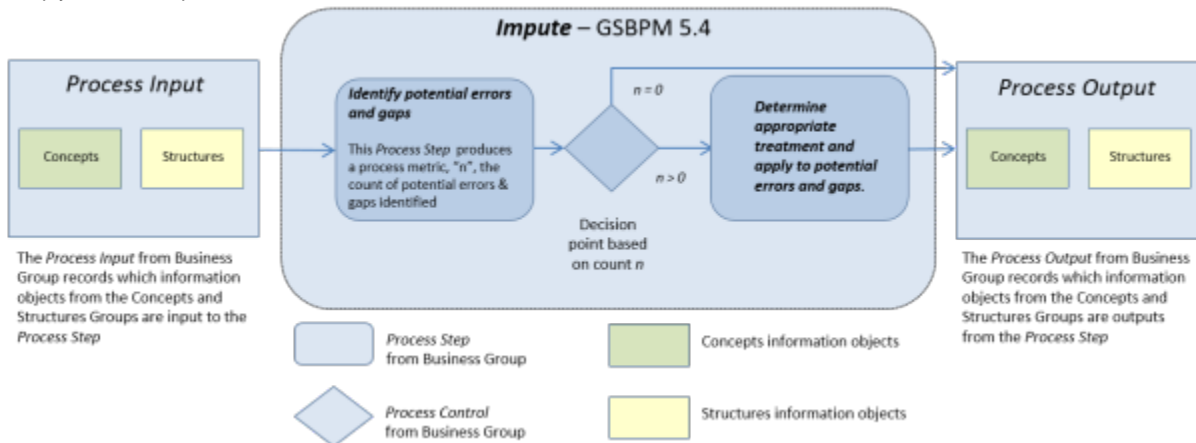 Impute – GSBPM 5.4
Process Input
Concepts
Structures
The Process Input from Business
Group records which information
objects from the Concepts and
Structures Groups are input to the
Process Step
Identify potential errors
and gaps
This Process Step produces
a process metric, "n", the
count of potential errors &
gaps identified
n = 0
n > 0
Decision
point based
on count n
Determine
appropriate
treatment and
apply to potential
errors and gaps.
Process Output
Concepts
Structures
The Process Output from Business
Group records which information
objects from the Concepts and
Structures Groups are outputs
from the Process Step
Process Step
from Business Group
Concepts information objects
Process Control
from Business Group
Structures information objects